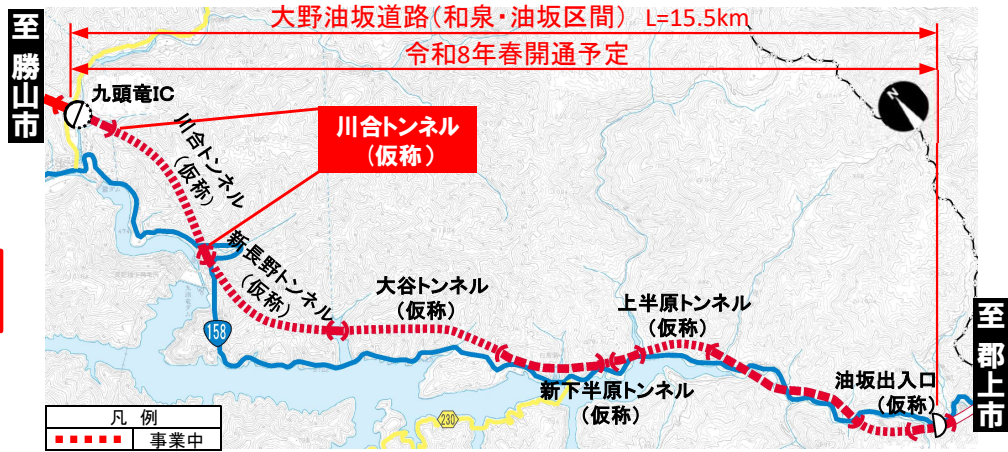 大野油坂道路(和泉・油坂区間) L=15.5km
令和8年春開通予定
至 勝山市
九頭竜IC
川合トンネル
(仮称)
川合トンネル
(仮称)
新長野トンネル
(仮称)
大谷トンネル
(仮称)
上半原トンネル
(仮称)
158
新下半原トンネル
(仮称)
230
油坂出入口
(仮称)
至 郡上市
N
凡 例
事業中